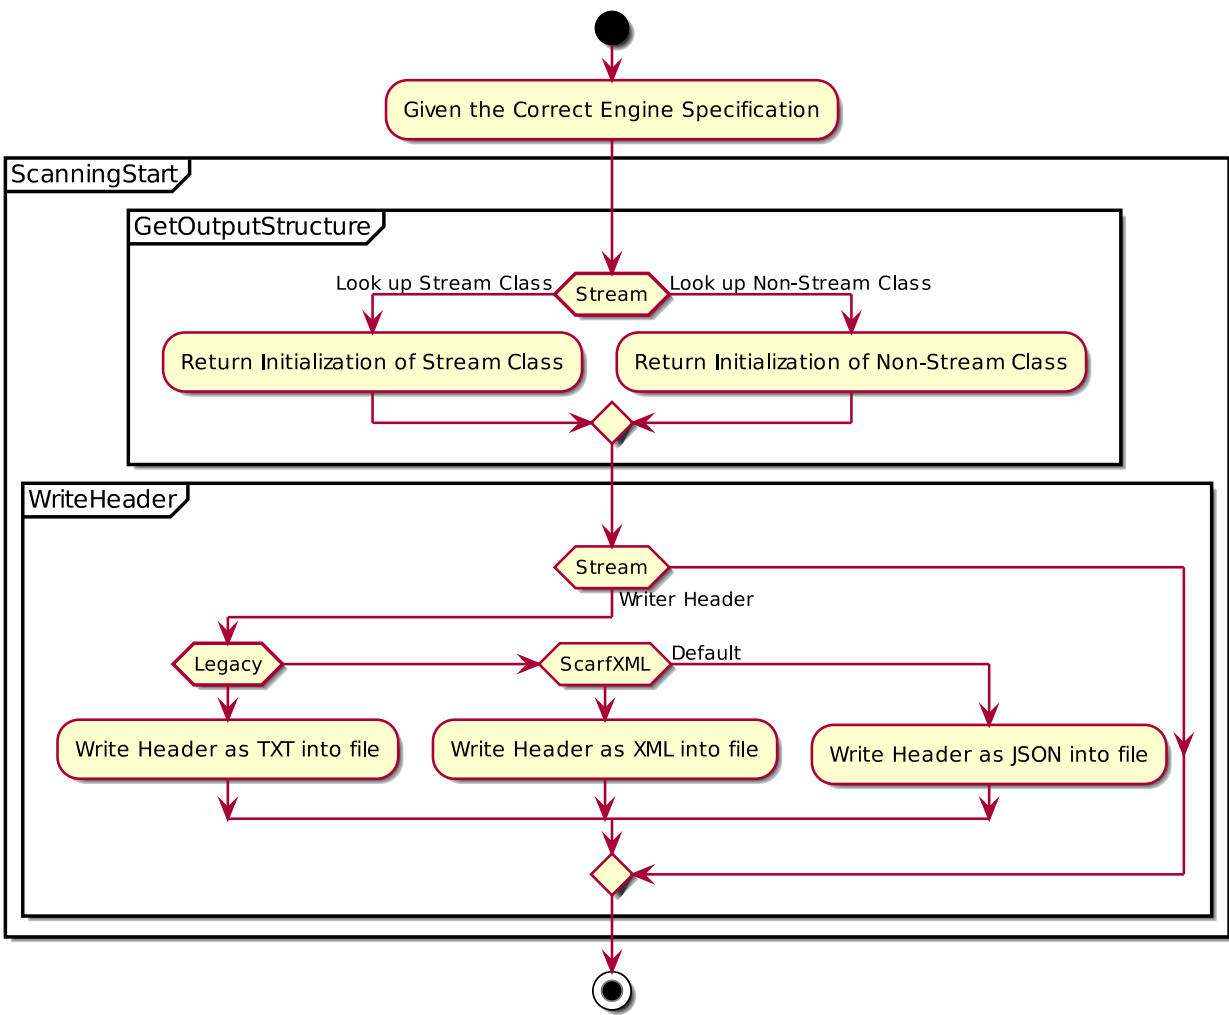 Given the Correct Engine Specification
ScanningStart
GetOutputStructure
Look up Stream Class
Stream
Look up Non-Stream Class
Return Initialization of Stream Class
Return Initialization of Non-Stream Class
WriteHeader
Stream
Writer Header
Legacy
ScarfXML
Default
Write Header as TXT into file
Write Header as XML into file
Write Header as JSON into file